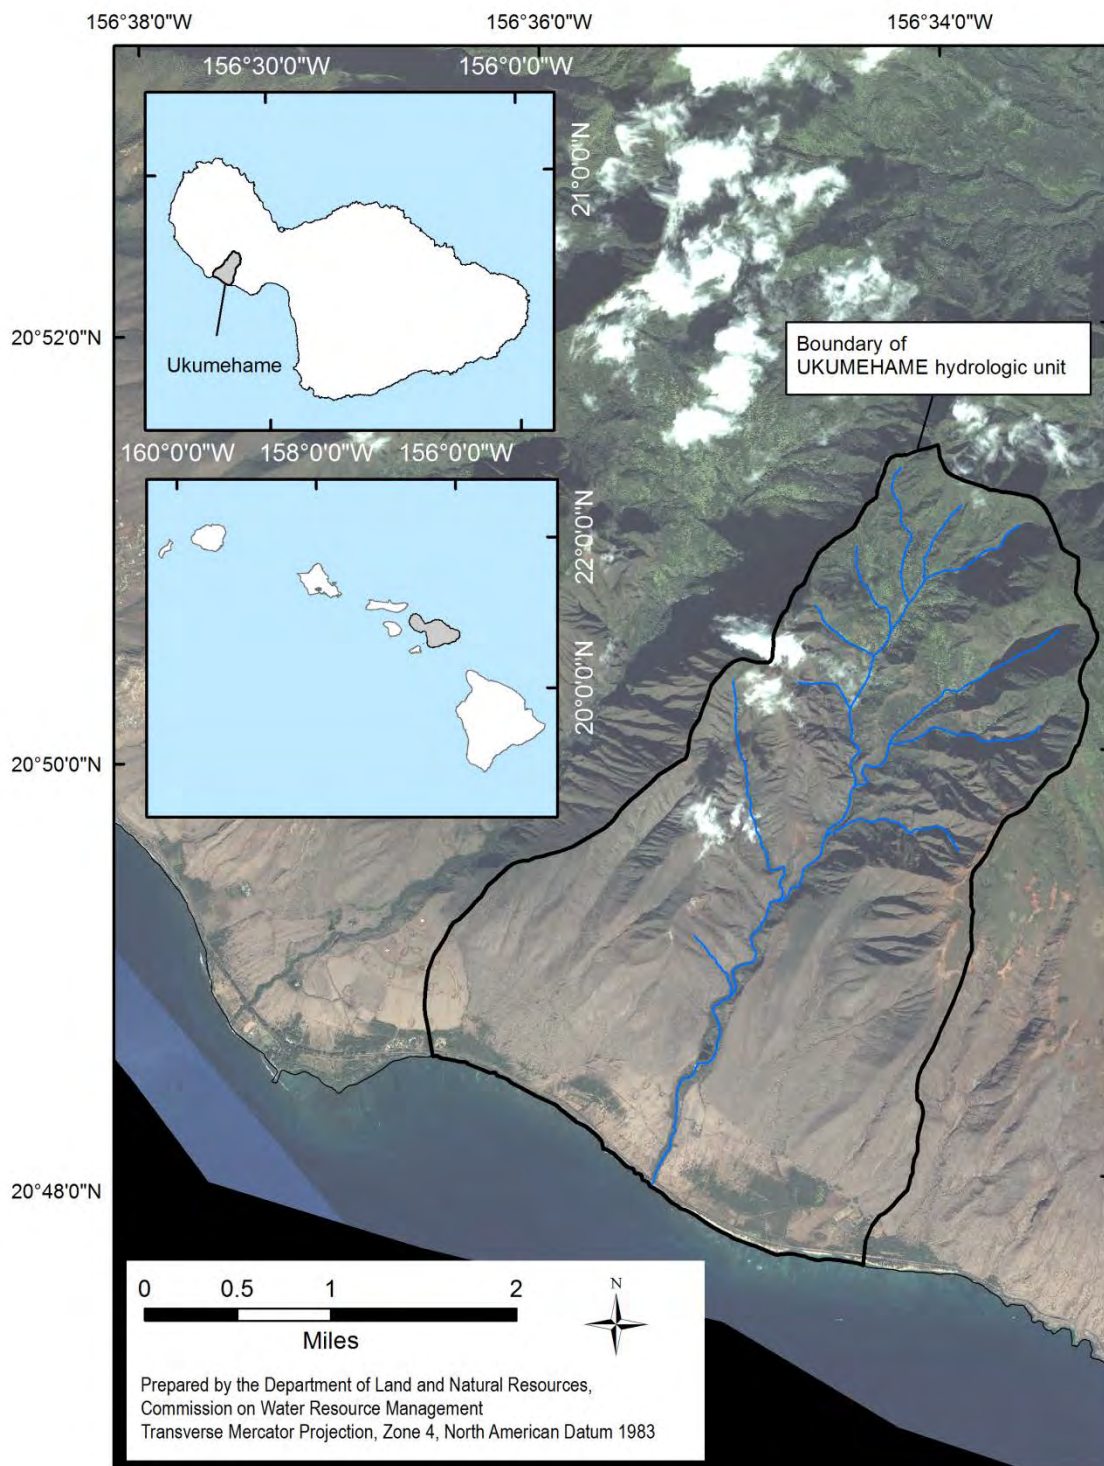 156°38'0"W
156°36'0"W
156°34'0"W
156°30'0"W
156°0'0"W
21°0'0"N
Ukumehame
20°52'0"N
Boundary of
UKUMEHAME hydrologic unit
160°0'0"W
158°0'0"W
156°0'0"W
22°0'0"N
20°0'0"N
20°50'0"N
20°48'0"N
0
0.5
1
2
Miles
N
Prepared by the Department of Land and Natural Resources,
Commission on Water Resource Management
Transverse Mercator Projection, Zone 4, North American Datum 1983